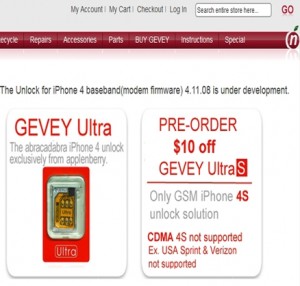 My Account | My Cart | Checkout | Log In Search entire store here... GO
ecycle Repairs Accessories Parts BUY GEVEY Instructions Special
The Unlock for iPhone 4 baseband(modem firmware) 4.11.08 is under development.
GEVEY Ultra
The abracadabra iPhone 4 unlock
exclusively from applenberry.
Ultra
PRE-ORDER
$10 off
GEVEY Ultra S
Only GSM iPhone 4S
unlock solution
CDMA 4S not supported
Ex. USA Sprint & Verizon
not supported